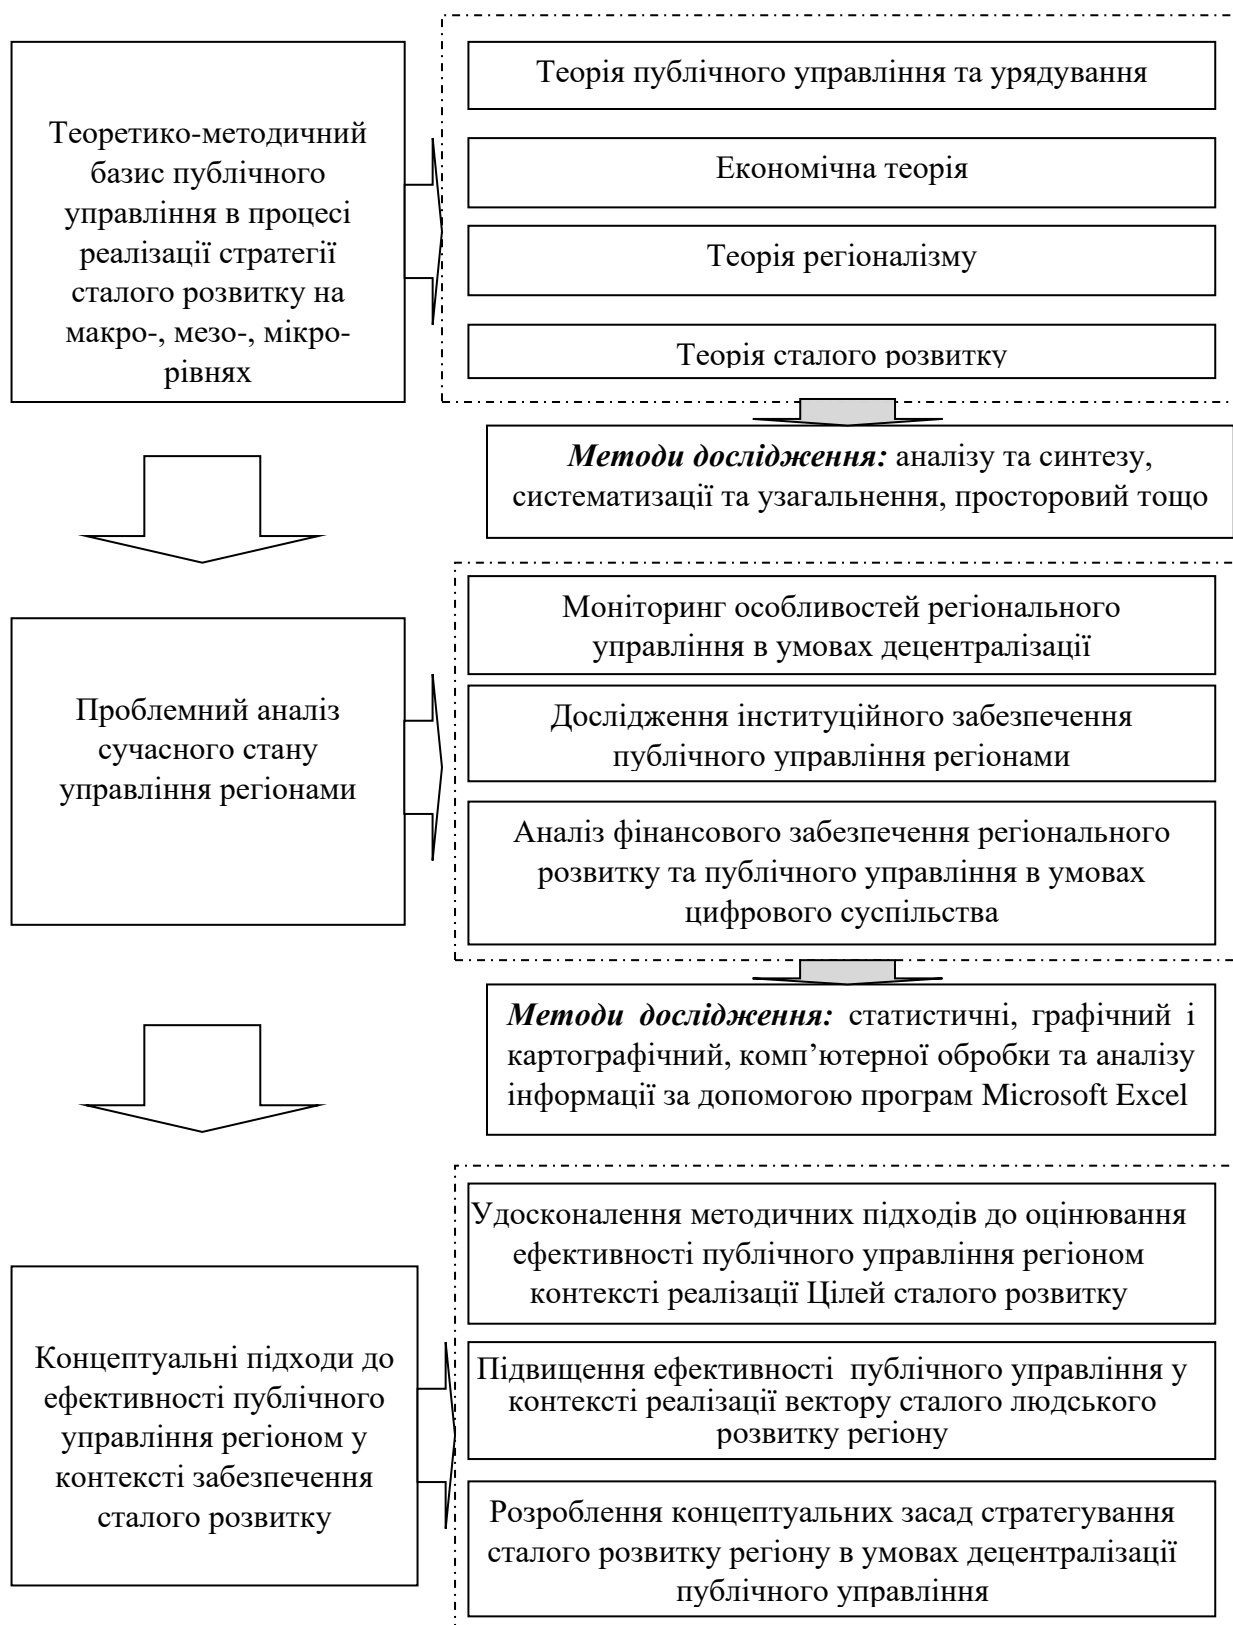 Теоретико-методичний
базис публічного
управління в процесі
реалізації стратегії
сталого розвитку на
макро-, мезо-, мікро-
рівнях
Теорія публічного управління та урядування
Економічна теорія
Теорія регіоналізму
Теорія сталого розвитку
Методи дослідження: аналізу та синтезу,
систематизації та узагальнення, просторовий тощо
Проблемний аналіз
сучасного стану
управління регіонами
Моніторинг особливостей регіонального
управління в умовах децентралізації
Дослідження інституційного забезпечення
публічного управління регіонами
Аналіз фінансового забезпечення регіонального
розвитку та публічного управління в умовах
цифрового суспільства
Методи дослідження: статистичні, графічний і
картографічний, комп’ютерної обробки та аналізу
інформації за допомогою програм Microsoft Excel
Концептуальні підходи до
ефективності публічного
управління регіоном у
контексті забезпечення
сталого розвитку
Удосконалення методичних підходів до оцінювання
ефективності публічного управління регіоном
контексті реалізації Цілей сталого розвитку
Підвищення ефективності публічного управління у
контексті реалізації вектору сталого людського
розвитку регіону
Розроблення концептуальних засад стратегування
сталого розвитку регіону в умовах децентралізації
публічного управління